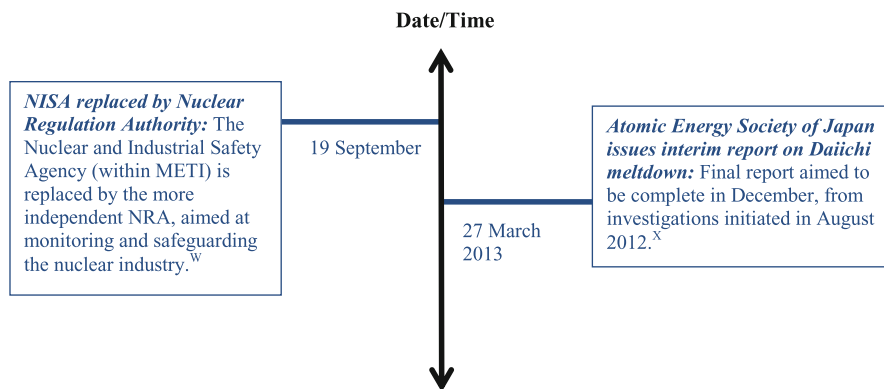 Date/Time
NISA replaced by Nuclear
Regulation Authority: The
Nuclear and Industrial Safety
Agency (within METI) is
replaced by the more
independent NRA, aimed at
monitoring and safeguarding
the nuclear industry.W
19 September
Atomic Energy Society of Japan
issues interim report on Daiichi
meltdown: Final report aimed to
be complete in December, from
investigations initiated in August
2012.X
27 March
2013